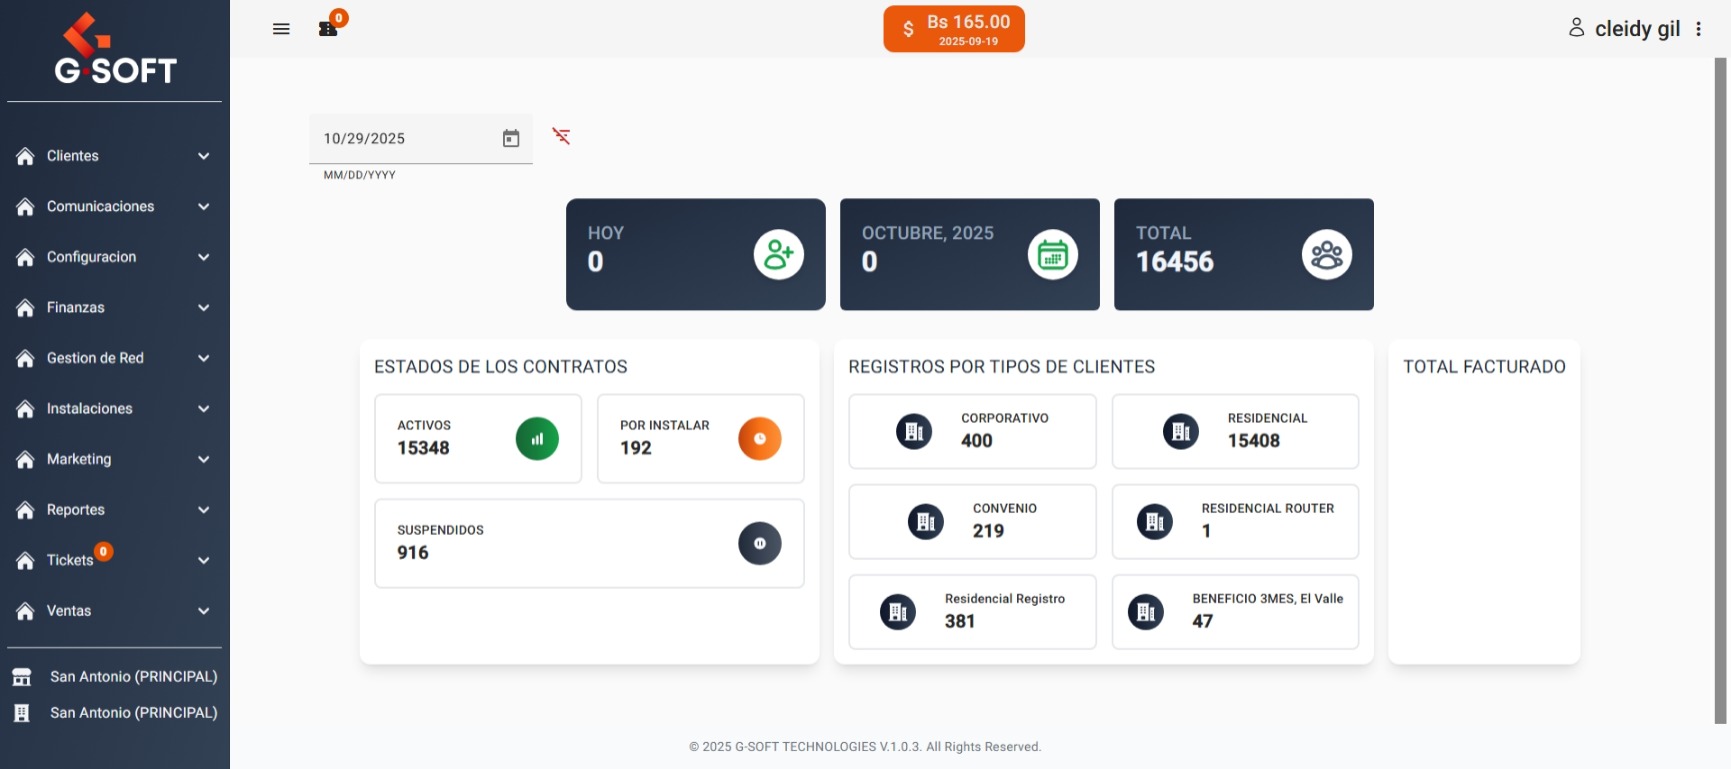 G-SOFT
0
Bs 165.00
2025-09-19
cleidy gil
Clientes
Comunicaciones
Configuracion
Finanzas
Gestion de Red
Instalaciones
Marketing
Reportes
Tickets 0
Ventas
San Antonio (PRINCIPAL)
San Antonio (PRINCIPAL)
10/29/2025
MM/DD/YYYY
HOY
0
OCTUBRE, 2025
0
TOTAL
16456
ESTADOS DE LOS CONTRATOS
ACTIVOS
15348
POR INSTALAR
192
SUSPENDIDOS
916
REGISTROS POR TIPOS DE CLIENTES
CORPORATIVO
400
RESIDENCIAL
15408
CONVENIO
219
RESIDENCIAL ROUTER
1
Residencial Registro
381
BENEFICIO 3MES, El Valle
47
TOTAL FACTURADO
© 2025 G-SOFT TECHNOLOGIES V.1.0.3. All Rights Reserved.